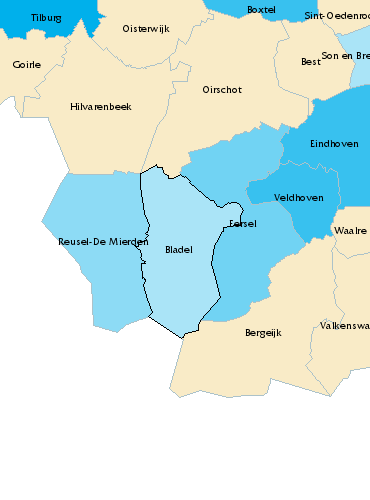 Boxtel
Tilburg
Sint-Oedenro
Oisterwijk
Son en Bre
Best
Goirle
Oirschot
Hilvarenbeek
Eindhoven
Veldhoven
Eersel
Waalre
Reusel-De Mierden
Bladel
Valkenswa
Bergeijk